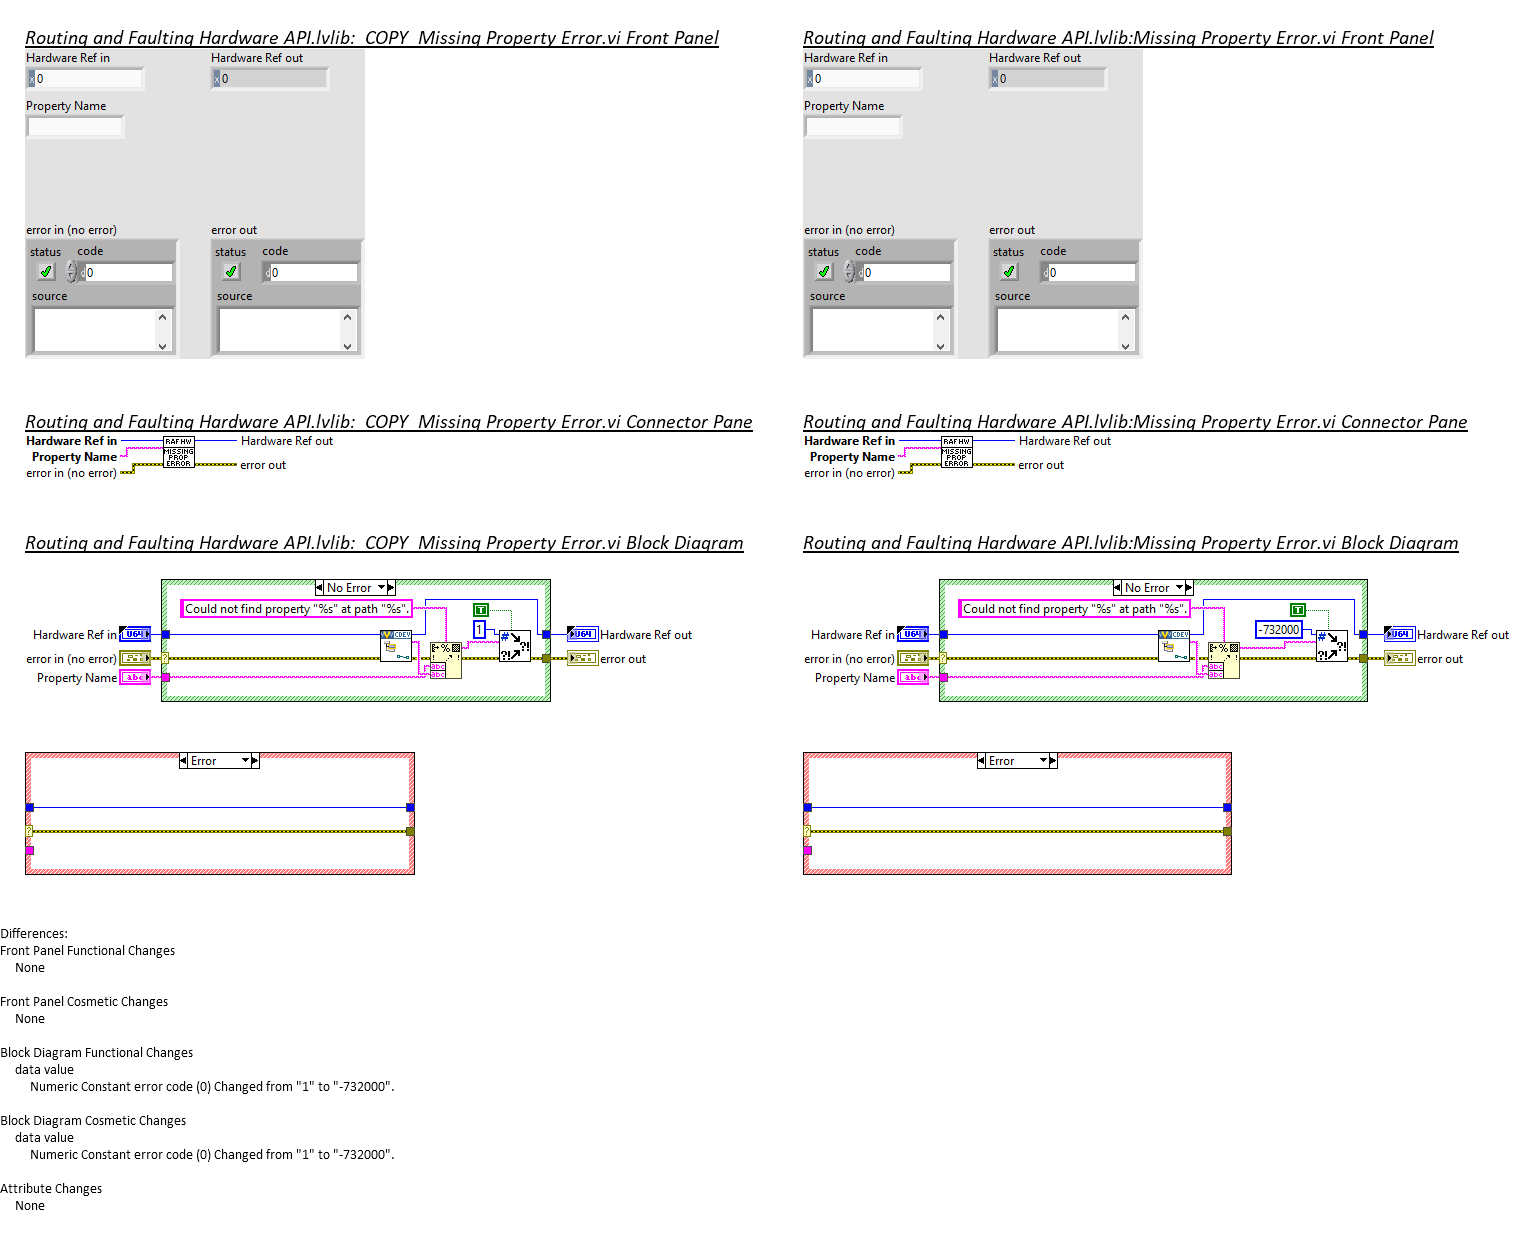 Routing and Faulting Hardware API.lvlib:  COPY  Missing Property Error.vi Front Panel
Hardware Ref in
Hardware Ref out
x 0
x 0
Property Name
error in (no error)
error out
status
code
status
code
d 0
d 0
source
source
Routing and Faulting Hardware API.lvlib:Missing Property Error.vi Front Panel
Hardware Ref in
Hardware Ref out
x 0
x 0
Property Name
error in (no error)
error out
status
code
status
code
d 0
d 0
source
source
Routing and Faulting Hardware API.lvlib:  COPY  Missing Property Error.vi Connector Pane
Hardware Ref in
Property Name
error in (no error)
RAF HW
MISSING
PROP
ERROR
Hardware Ref out
error out
Routing and Faulting Hardware API.lvlib:Missing Property Error.vi Connector Pane
Hardware Ref in
Property Name
error in (no error)
RAF HW
MISSING
PROP
ERROR
Hardware Ref out
error out
Routing and Faulting Hardware API.lvlib:  COPY  Missing Property Error.vi Block Diagram
No Error
Could not find property "%s" at path "%s".
T
1
Hardware Ref in
U64
error in (no error)
?
Property Name
abc
CDEV
%
abc
abc
#
?!
?!
U64
Hardware Ref out
error out
Error
?
Routing and Faulting Hardware API.lvlib:Missing Property Error.vi Block Diagram
No Error
Could not find property "%s" at path "%s".
T
-732000
Hardware Ref in
U64
error in (no error)
?
Property Name
abc
CDEV
%
abc
abc
#
?!
?!
U64
Hardware Ref out
error out
Error
?
Differences:
Front Panel Functional Changes
None
Front Panel Cosmetic Changes
None
Block Diagram Functional Changes
data value
Numeric Constant error code (0) Changed from "1" to "-732000".
Block Diagram Cosmetic Changes
data value
Numeric Constant error code (0) Changed from "1" to "-732000".
Attribute Changes
None